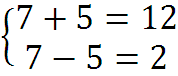 7 + 5 = 12
7 − 5 = 2